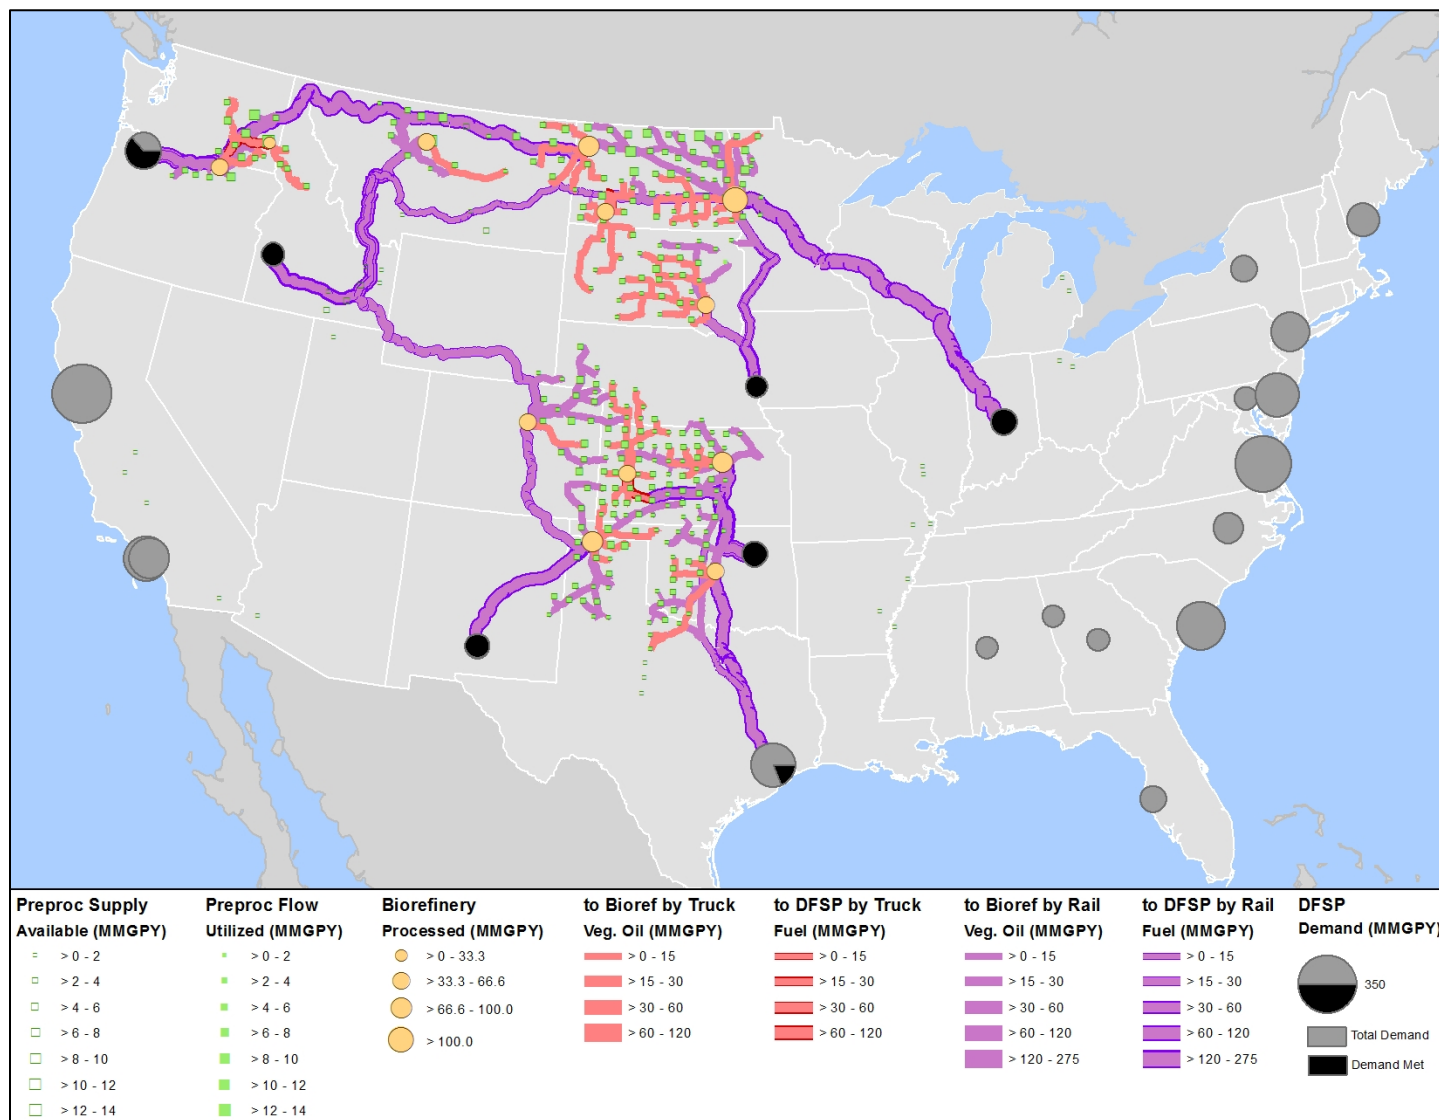 Preproc Supply
Available (MMGPY)
> 0 - 2
> 2 - 4
> 4 - 6
> 6 - 8
> 8 - 10
> 10 - 12
> 12 - 14
Preproc Flow
Utilized (MMGPY)
> 0 - 2
> 2 - 4
> 4 - 6
> 6 - 8
> 8 - 10
> 10 - 12
> 12 - 14
Biorefinery
Processed (MMGPY)
> 0 - 33.3
> 33.3 - 66.6
> 66.6 - 100.0
> 100.0
to Bioref by Truck
Veg. Oil (MMGPY)
> 0 - 15
> 15 - 30
> 30 - 60
> 60 - 120
to DFSP by Truck
Fuel (MMGPY)
> 0 - 15
> 15 - 30
> 30 - 60
> 60 - 120
to Bioref by Rail
Veg. Oil (MMGPY)
> 0 - 15
> 15 - 30
> 30 - 60
> 60 - 120
> 120 - 275
to DFSP by Rail
Fuel (MMGPY)
> 0 - 15
> 15 - 30
> 30 - 60
> 60 - 120
> 120 - 275
DFSP
Demand (MMGPY)
350
Total Demand
Demand Met